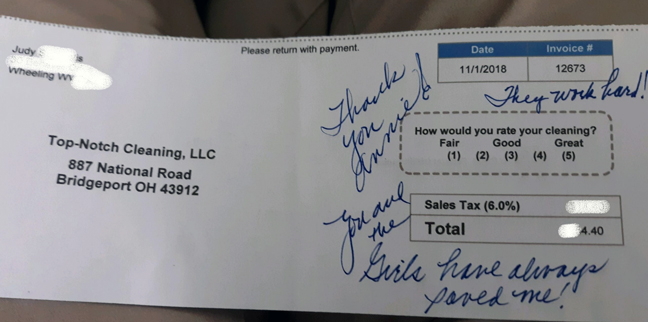 Judy
Wheeling WV
Please return with payment.
Date Invoice #
11/1/2018 12673
They work hard!
Thank
you
Annie!
How would you rate your cleaning?
Fair Good Great
(1) (2) (3) (4) (5)
Top-Notch Cleaning, LLC
887 National Road
Bridgeport OH 43912
Sales Tax (6.0%)
Total 4.40
You and
the
Girls have always
me!